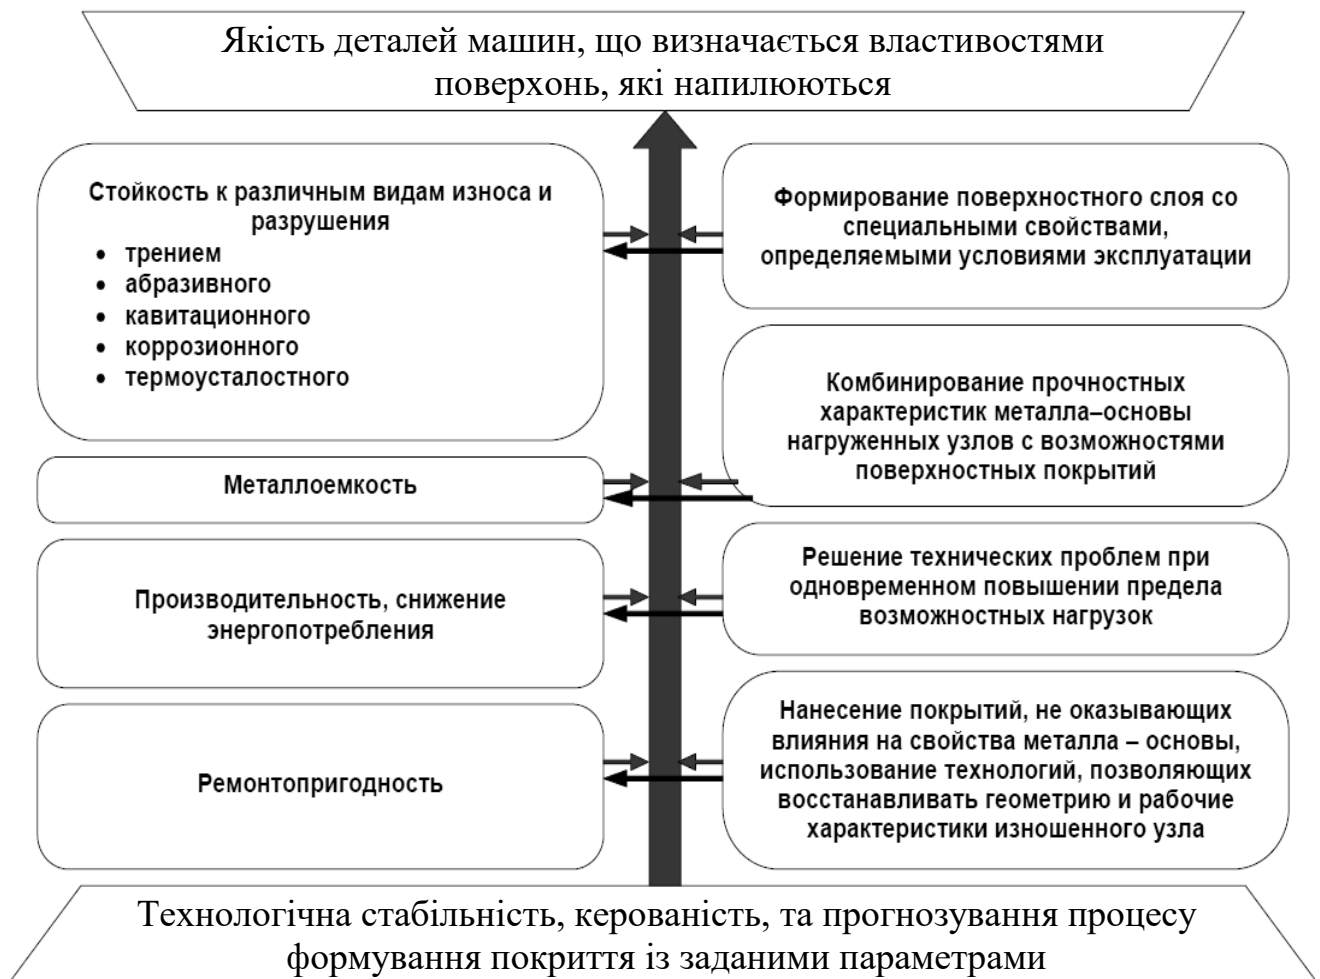 Якість деталей машин, що визначається властивостями
поверхонь, які напилюються
Стойкость к различным видам износа и
разрушения
• трением
• абразивного
• кавитационного
• коррозионного
• термоусталостного
Формирование поверхностного слоя со
специальными свойствами,
определяемыми условиями эксплуатации
Металлоемкость
Комбинирование прочностных
характеристик металла–основы
нагруженных узлов с возможностями
поверхностных покрытий
Производительность, снижение
энергопотребления
Решение технических проблем при
одновременном повышении предела
возможностных нагрузок
Ремонтопригодность
Нанесение покрытий, не оказывающих
влияния на свойства металла – основы,
использование технологий, позволяющих
восстанавливать геометрию и рабочие
характеристики изношенного узла
Технологічна стабільність, керованість, та прогнозування процесу
формування покриття із заданими параметрами